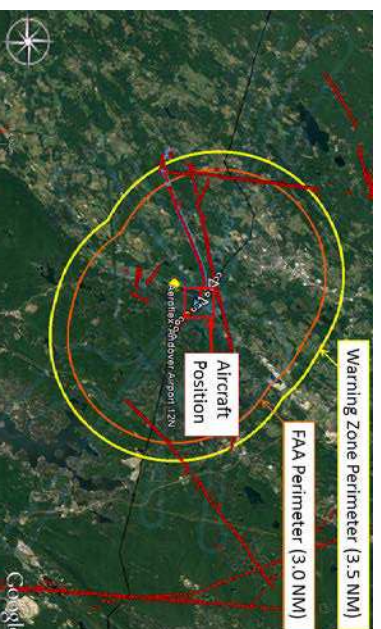 Warning Zone Perimeter (3.5 NM)
FAA Perimeter (3.0 NM)
Aircraft
Position
Aeroflex-Andover Airport 12N
Google